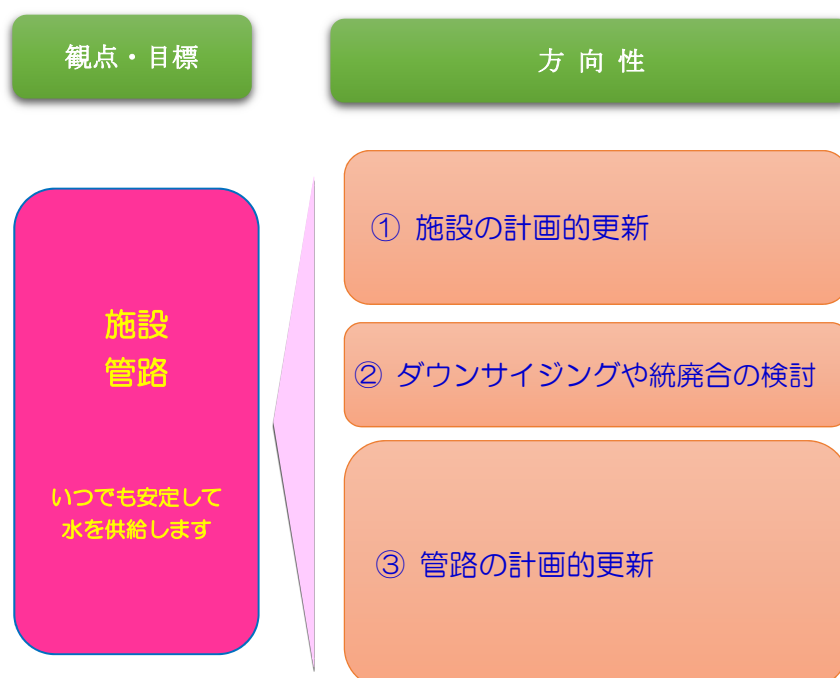 観点・目標
方 向 性
施設
管路
いつでも安定して
水を供給します
① 施設の計画的更新
② ダウンサイジングや統廃合の検討
③ 管路の計画的更新